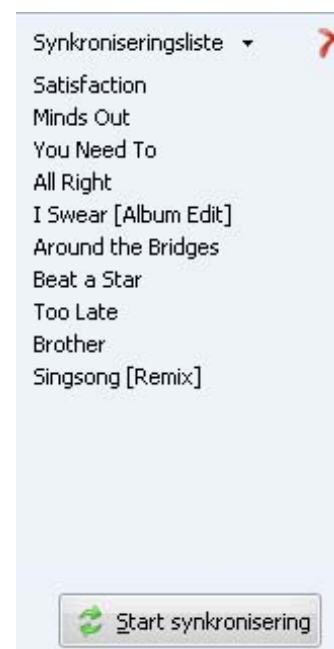 Synkroniseringsliste
Satisfaction
Minds Out
You Need To
All Right
I Swear [Album Edit]
Around the Bridges
Beat a Star
Too Late
Brother
Singsong [Remix]
Start synkronisering